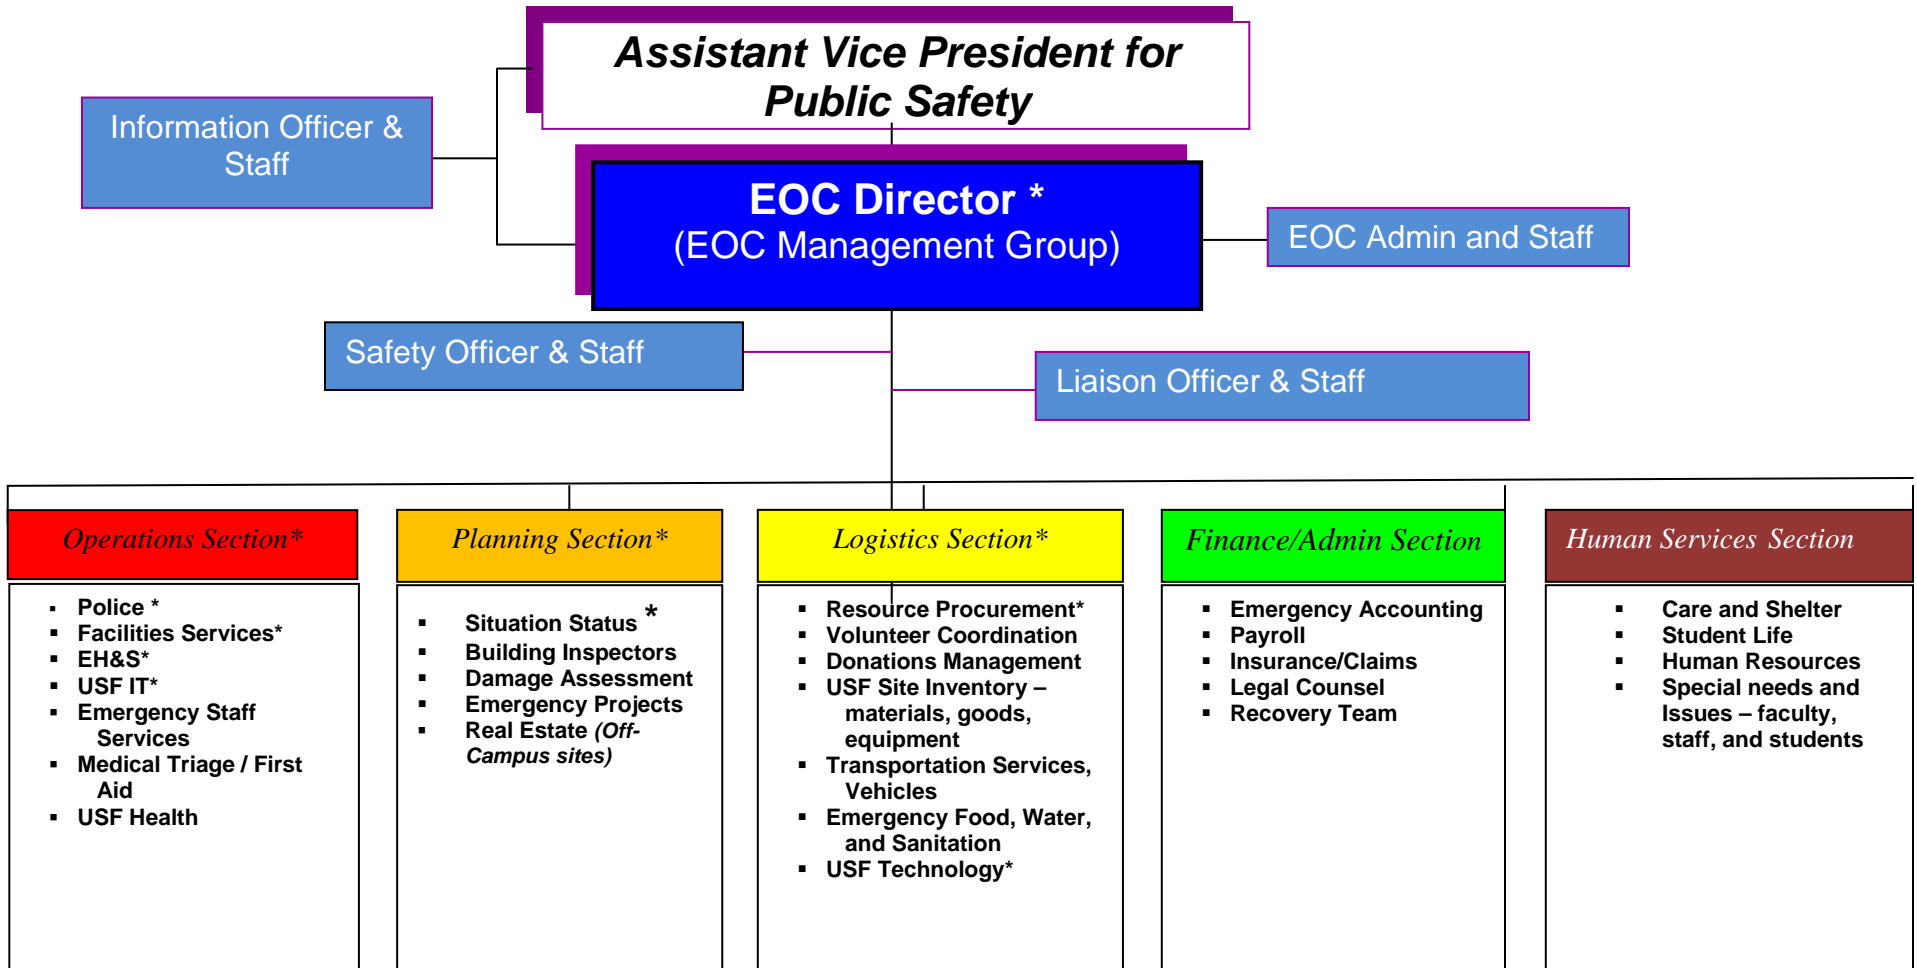 Assistant Vice President for
Public Safety
Information Officer &
Staff
EOC Director *
(EOC Management Group)
EOC Admin and Staff
Safety Officer & Staff
Liaison Officer & Staff
Operations Section*
▪ Police *
▪ Facilities Services*
▪ EH&S*
▪ USF IT*
▪ Emergency Staff
Services
▪ Medical Triage / First
Aid
▪ USF Health
Planning Section*
▪ Situation Status *
▪ Building Inspectors
▪ Damage Assessment
▪ Emergency Projects
▪ Real Estate (Off-
Campus sites)
Logistics Section*
▪ Resource Procurement*
▪ Volunteer Coordination
▪ Donations Management
▪ USF Site Inventory –
materials, goods,
equipment
▪ Transportation Services,
Vehicles
▪ Emergency Food, Water,
and Sanitation
▪ USF Technology*
Finance/Admin Section
▪ Emergency Accounting
▪ Payroll
▪ Insurance/Claims
▪ Legal Counsel
▪ Recovery Team
Human Services Section
▪ Care and Shelter
▪ Student Life
▪ Human Resources
▪ Special needs and
Issues – faculty,
staff, and students